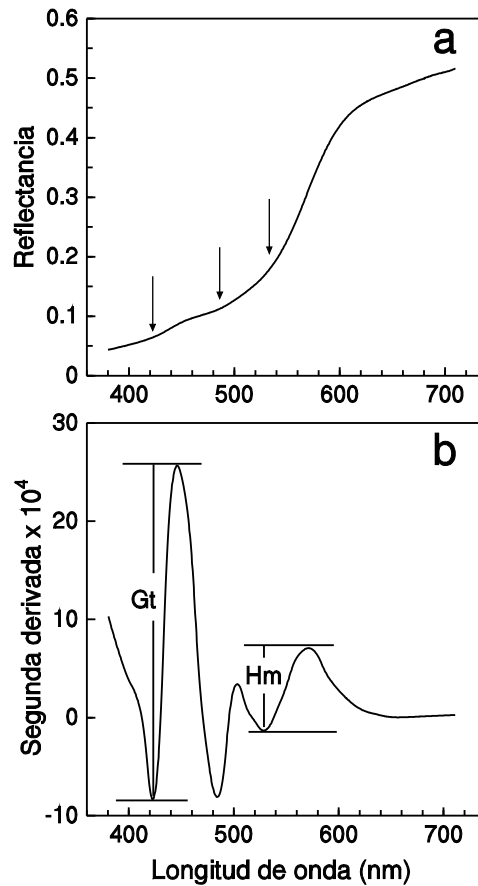 a
0.6
0.5
0.4
0.3
0.2
0.1
0
Reflectancia
400 500 600 700
b
30
20
10
0
-10
Segunda derivada x 10⁴
Gt
Hm
400 500 600 700
Longitud de onda (nm)